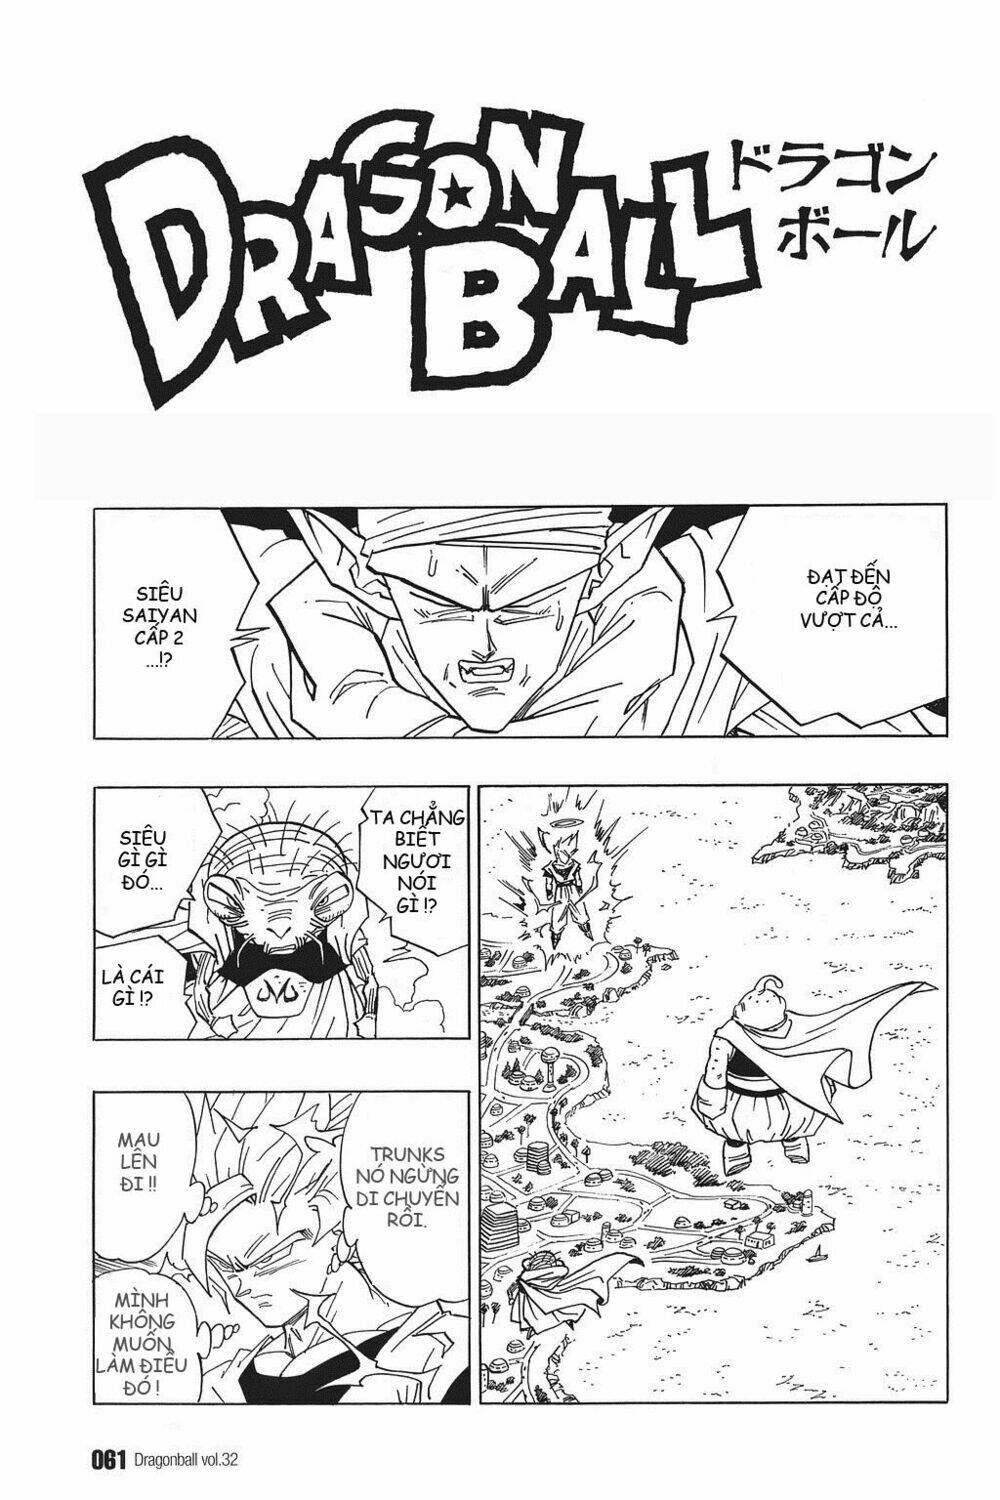 DRAGON
BALL
ドラゴン
ボール
ĐẠT ĐẾN
CẤP ĐỘ
VƯỢT CẢ...
SIÊU
SAIYAN
CẤP 2
...!?
TA CHẲNG
BIẾT
NGƯƠI
NÓI
GÌ!?
SIÊU
GÌ GÌ
ĐÓ...
LÀ CÁI
GÌ!?
TRUNKS
NÓ NGỪNG
DI CHUYỂN
RỒI.
MAU
LÊN
ĐI!!
MÌNH
KHÔNG
MUỐN
LÀM ĐIỀU
ĐÓ!
061 Dragonball vol.32